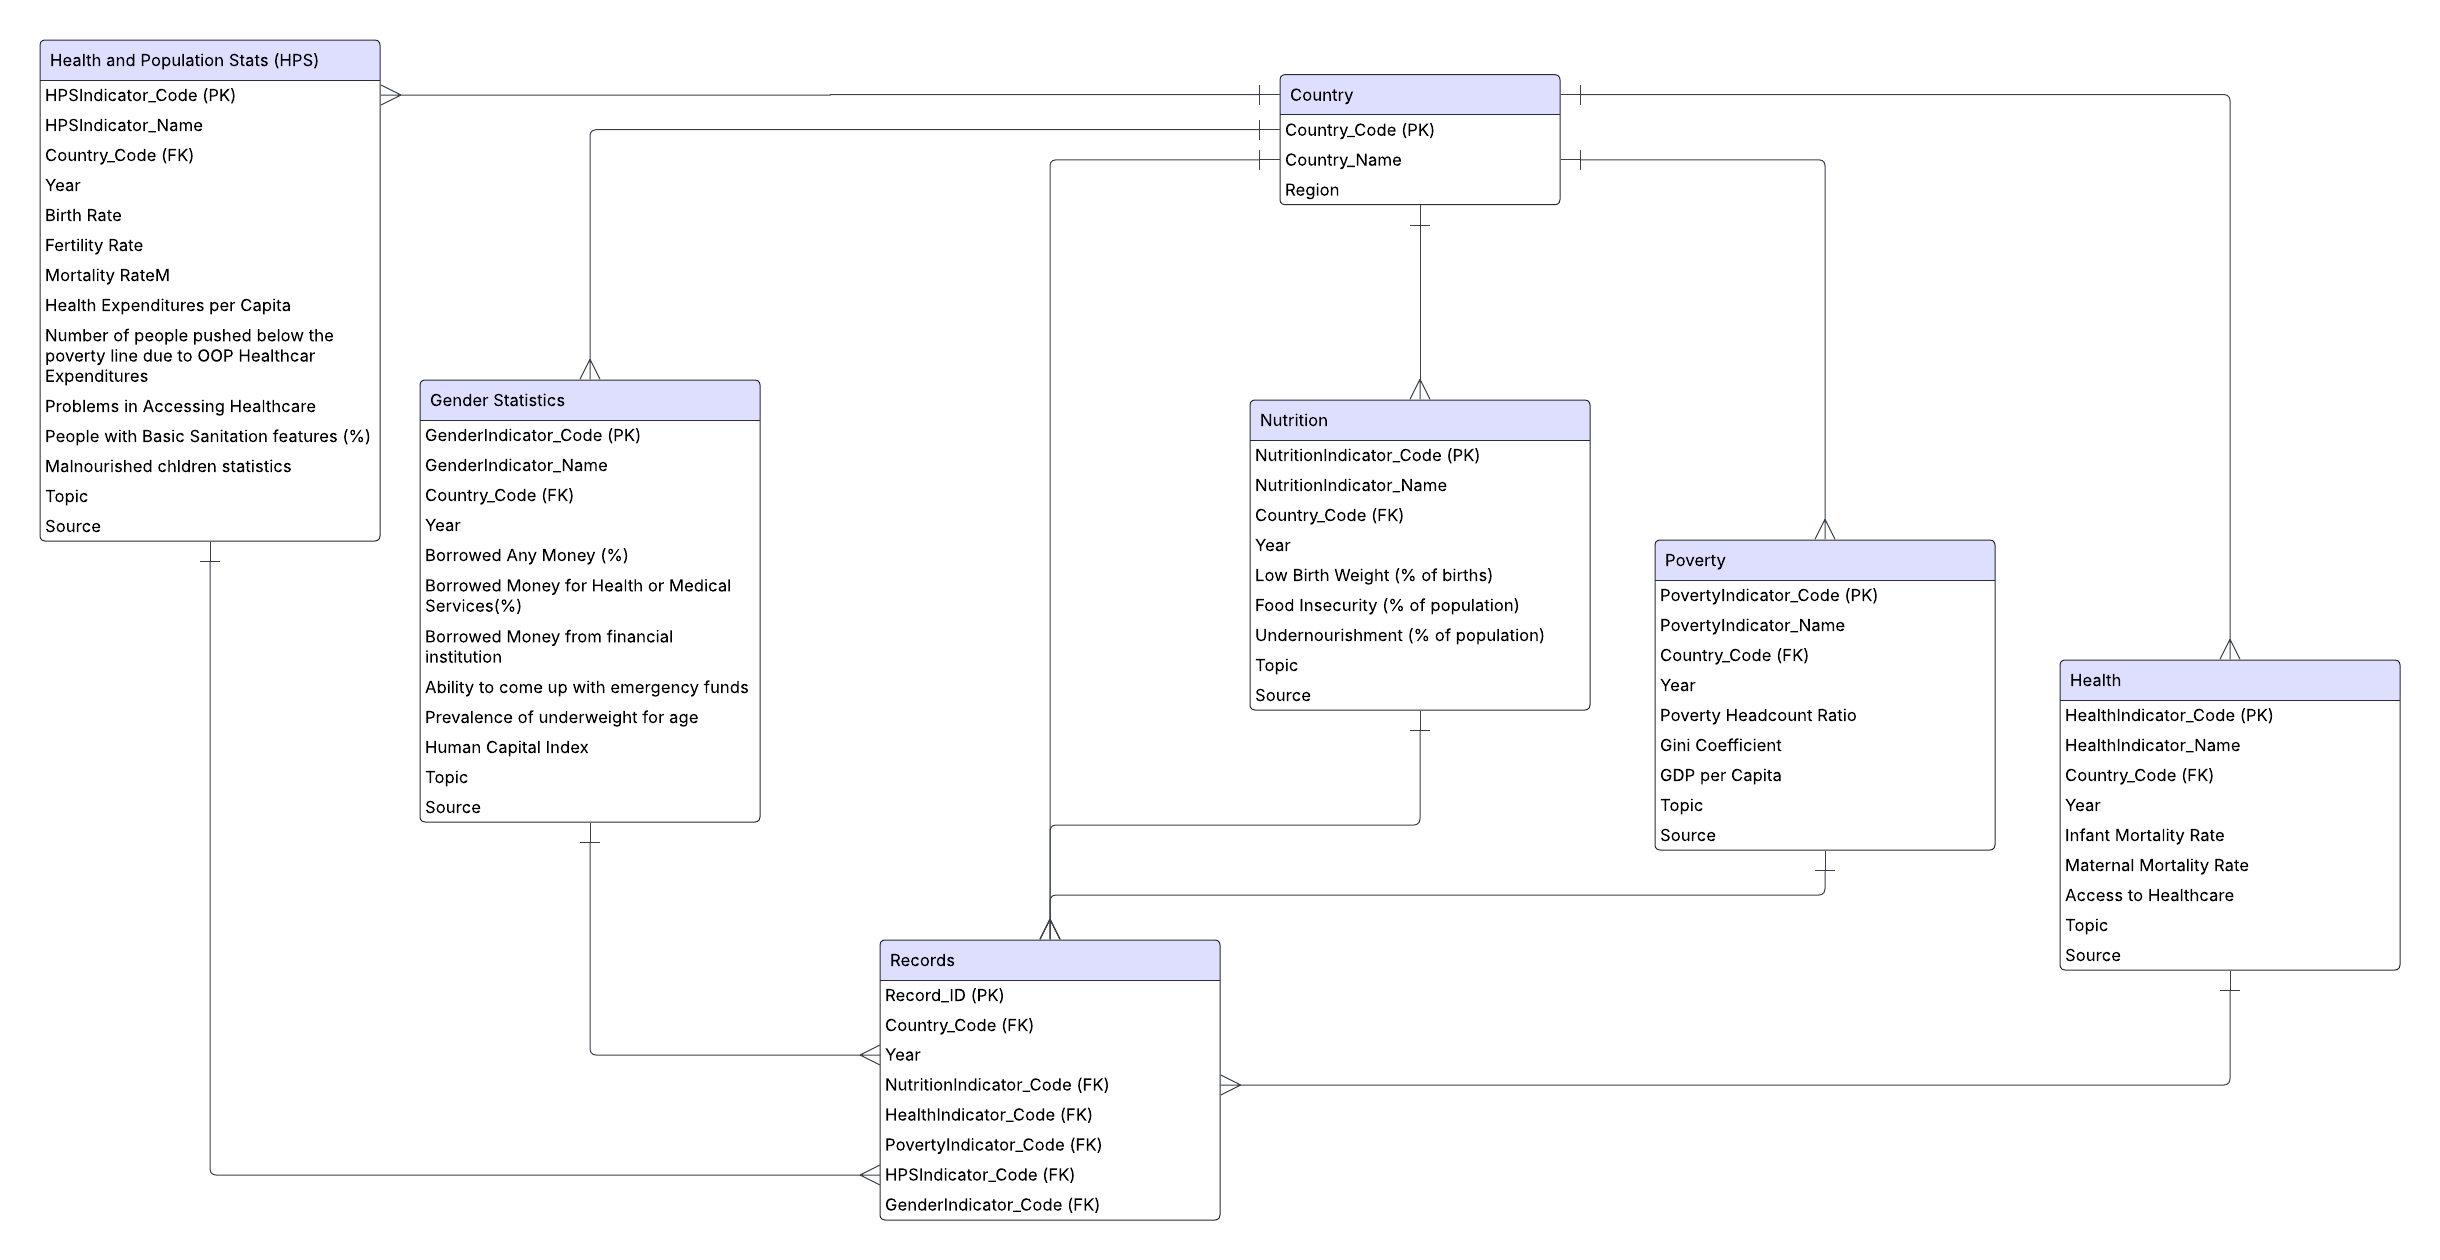 Health and Population Stats (HPS)
HPSIndicator_Code (PK)
HPSIndicator_Name
Country_Code (FK)
Year
Birth Rate
Fertility Rate
Mortality RateM
Health Expenditures per Capita
Number of people pushed below the
poverty line due to OOP Healthcar
Expenditures
Problems in Accessing Healthcare
People with Basic Sanitation features (%)
Malnourished chldren statistics
Topic
Source
Country
Country_Code (PK)
Country_Name
Region
Gender Statistics
GenderIndicator_Code (PK)
GenderIndicator_Name
Country_Code (FK)
Year
Borrowed Any Money (%)
Borrowed Money for Health or Medical
Services(%)
Borrowed Money from financial
institution
Ability to come up with emergency funds
Prevalence of underweight for age
Human Capital Index
Topic
Source
Nutrition
NutritionIndicator_Code (PK)
NutritionIndicator_Name
Country_Code (FK)
Year
Low Birth Weight (% of births)
Food Insecurity (% of population)
Undernourishment (% of population)
Topic
Source
Poverty
PovertyIndicator_Code (PK)
PovertyIndicator_Name
Country_Code (FK)
Year
Poverty Headcount Ratio
Gini Coefficient
GDP per Capita
Topic
Source
Health
HealthIndicator_Code (PK)
HealthIndicator_Name
Country_Code (FK)
Year
Infant Mortality Rate
Maternal Mortality Rate
Access to Healthcare
Topic
Source
Records
Record_ID (PK)
Country_Code (FK)
Year
NutritionIndicator_Code (FK)
HealthIndicator_Code (FK)
PovertyIndicator_Code (FK)
HPSIndicator_Code (FK)
GenderIndicator_Code (FK)